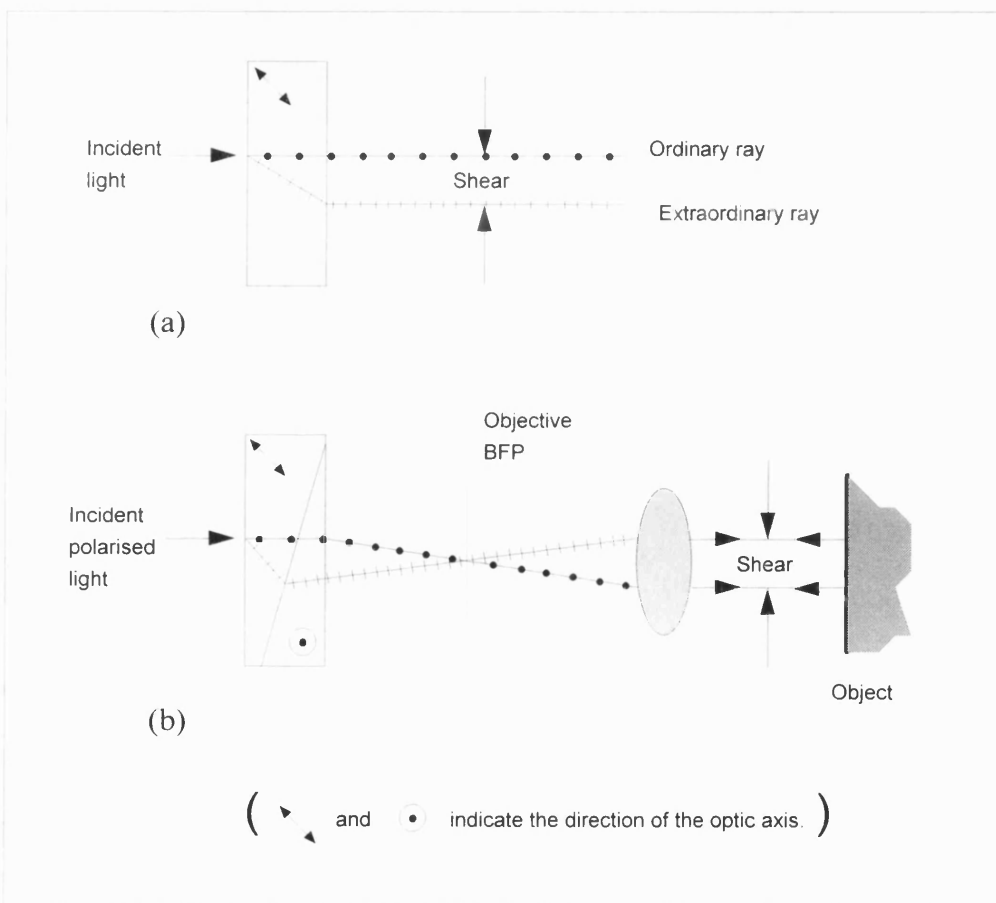 Incident
light
Ordinary ray
Shear
Extraordinary ray
(a)
Objective
BFP
Incident
polarised
light
Shear
Object
(b)
( and indicate the direction of the optic axis. )